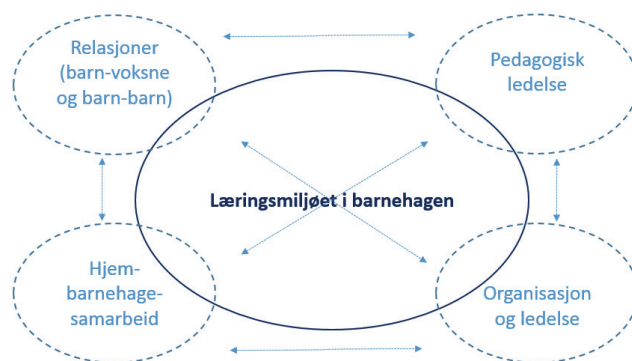 Relasjoner
(barn-voksne
og barn-barn)
Pedagogisk
ledelse
Læringsmiljøet i barnehagen
Hjem-
barnehage-
samarbeid
Organisasjon
og ledelse